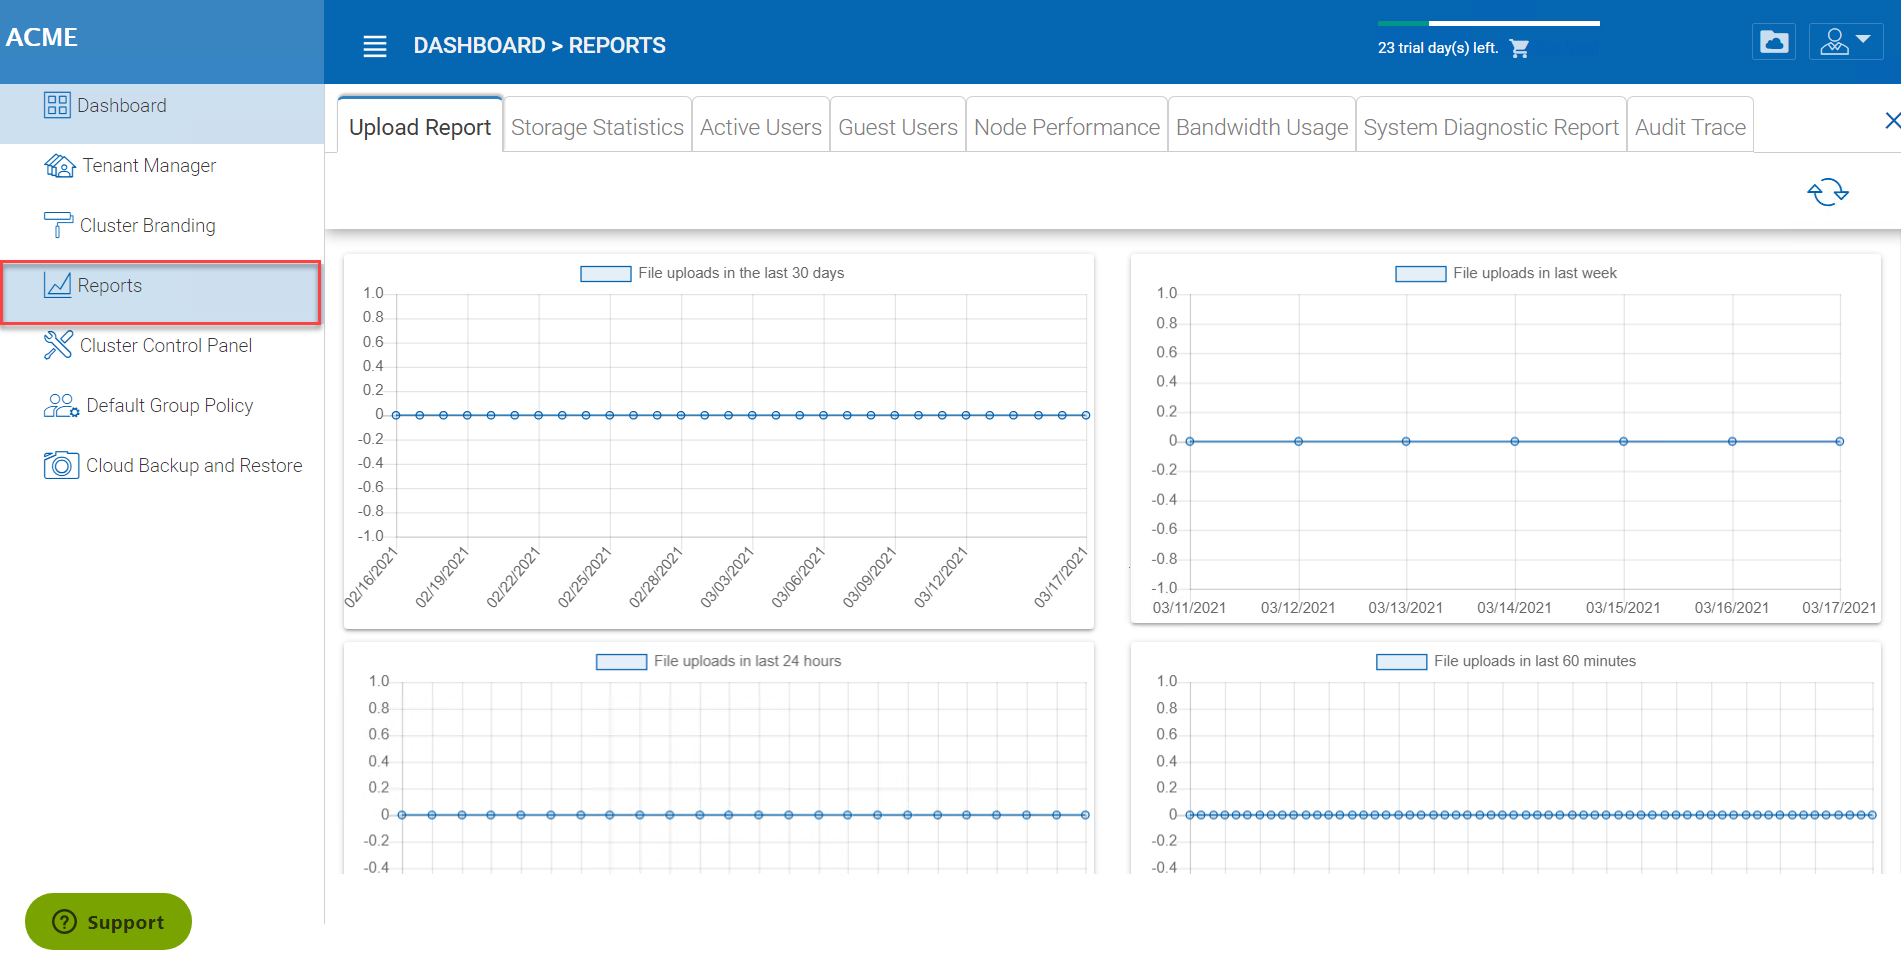 ACME
DASHBOARD > REPORTS
23 trial day(s) left.
Dashboard
Tenant Manager
Cluster Branding
Reports
Cluster Control Panel
Default Group Policy
Cloud Backup and Restore
Support
Upload Report
Storage Statistics
Active Users
Guest Users
Node Performance
Bandwidth Usage
System Diagnostic Report
Audit Trace
File uploads in the last 30 days
1.0
0.8
0.6
0.4
0.2
0
-0.2
-0.4
-0.6
-0.8
-1.0
02/16/2021
02/19/2021
02/22/2021
02/25/2021
02/28/2021
03/03/2021
03/06/2021
03/09/2021
03/12/2021
03/17/2021
File uploads in last week
1.0
0.8
0.6
0.4
0.2
0
-0.2
-0.4
-0.6
-0.8
-1.0
03/11/2021
03/12/2021
03/13/2021
03/14/2021
03/15/2021
03/16/2021
03/17/2021
File uploads in last 24 hours
1.0
0.8
0.6
0.4
0.2
0
-0.2
-0.4
File uploads in last 60 minutes
1.0
0.8
0.6
0.4
0.2
0
-0.2
-0.4